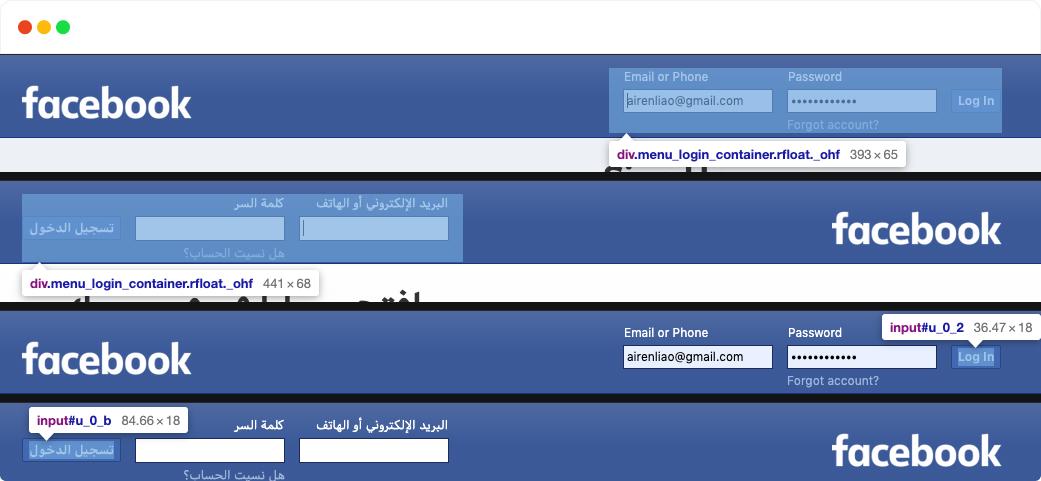 facebook
Email or Phone Password
airenliao@gmail.com •••••••••••• Log In
Forgot account?
div.menu_login_container.rfloat._ohf 393 × 65
البريد الإلكتروني أو الهاتف كلمة السر
تسجيل الدخول
facebook
هل نسيت الحساب؟
div.menu_login_container.rfloat._ohf 441 × 68
input#u_0_2 36.47 × 18
Email or Phone Password
facebook
airenliao@gmail.com •••••••••••• Log In
Forgot account?
input#u_0_b 84.66 × 18
البريد الإلكتروني أو الهاتف كلمة السر
تسجيل الدخول
facebook
هل نسيت الحساب؟